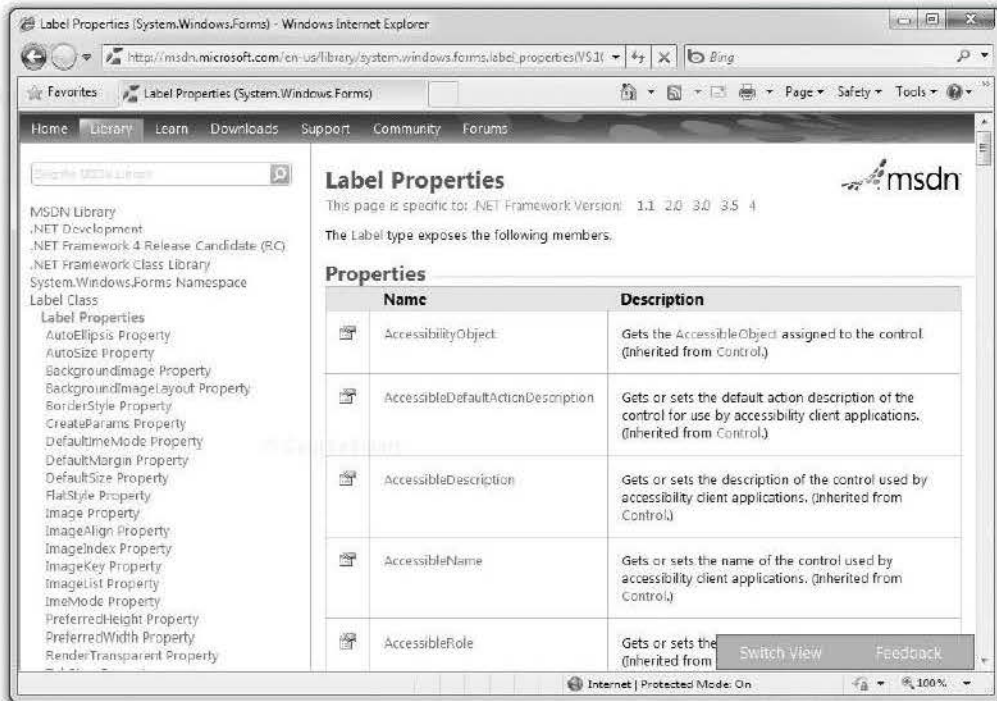 Label Properties (System.Windows.Forms) - Windows Internet Explorer
http://msdn.microsoft.com/en-us/library/system.windows.forms.label_properties(VS.1(
Bing
Favorites
Label Properties (System.Windows.Forms)
Page
Safety
Tools
Home Library Learn Downloads Support Community Forums
msdn
MSDN Library
.NET Development
.NET Framework 4 Release Candidate (RC)
.NET Framework Class Library
System.Windows.Forms Namespace
Label Class
Label Properties
AutoEllipsis Property
AutoSize Property
BackgroundImage Property
BackgroundImageLayout Property
BorderStyle Property
CreateParams Property
DefaultImeMode Property
DefaultMargin Property
DefaultSize Property
FlatStyle Property
Image Property
ImageAlign Property
ImageIndex Property
ImageKey Property
ImageList Property
ImeMode Property
PreferredHeight Property
PreferredWidth Property
RenderTransparent Property
Label Properties
This page is specific to: .NET Framework Version: 1.1 2.0 3.0 3.5 4
The Label type exposes the following members.
Properties
Name Description
AccessibilityObject
Gets the AccessibleObject assigned to the control.
(Inherited from Control.)
AccessibleDefaultActionDescription
Gets or sets the default action description of the
control for use by accessibility client applications.
(Inherited from Control.)
AccessibleDescription
Gets or sets the description of the control used by
accessibility client applications. (Inherited from
Control.)
AccessibleName
Gets or sets the name of the control used by
accessibility client applications. (Inherited from
Control.)
AccessibleRole
Gets or sets the
(Inherited from
Switch View Feedback
Internet | Protected Mode: On
100%